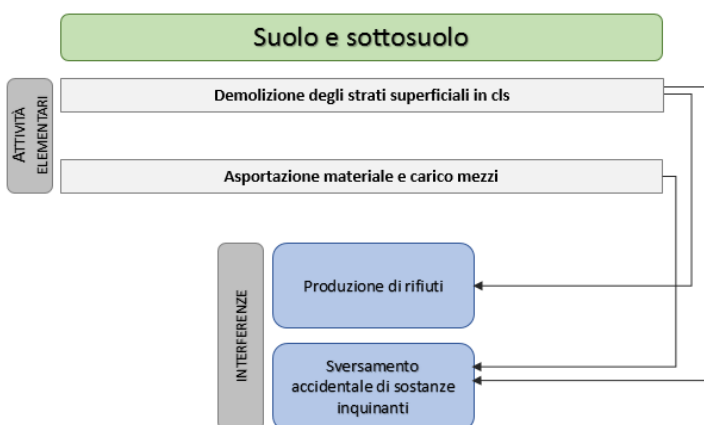 Suolo e sottosuolo
ATTIVITÀ
ELEMENTARI
Demolizione degli strati superficiali in cls
Asportazione materiale e carico mezzi
INTERFERENZE
Produzione di rifiuti
Sversamento
accidentale di sostanze
inquinanti